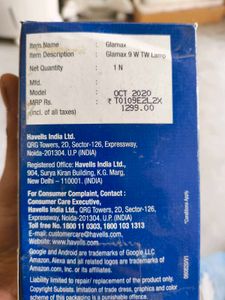 Item Name : Glamax
Item Description : Glamax 9 W TW Lamp
Net Quantity : 1 N
Mfd. : OCT 2020
Model : T0109E2L2X
MRP Rs. : ₹ 1299.00
(incl. of all taxes)
Havells India Ltd.
QRG Towers, 2D, Sector-126, Expressway,
Noida-201304. U.P (INDIA)
Registered Office: Havells India Ltd.,
904, Surya Kiran Building, K.G. Marg,
New Delhi – 110001. (INDIA)
For Consumer Complaint, Contact :
Consumer Care Executive,
Havells India Ltd., QRG Towers, 2D, Sector-126,
Expressway, Noida-201304, U.P (INDIA)
Toll free No. 1800 11 0303, 1800 103 1313
E-mail: customercare@havells.com
Website: www.havells.com
Google and Android are trademarks of Google LLC
Amazon, Alexa and all related logos are trademarks of
Amazon.com, Inc. or its affiliates.
Liability limited to repair / replacement of the product only.
Copyright Subsists. Imitation of trade dress, graphics and color
scheme of this packaging is a punishable offence.
*Conditions Apply